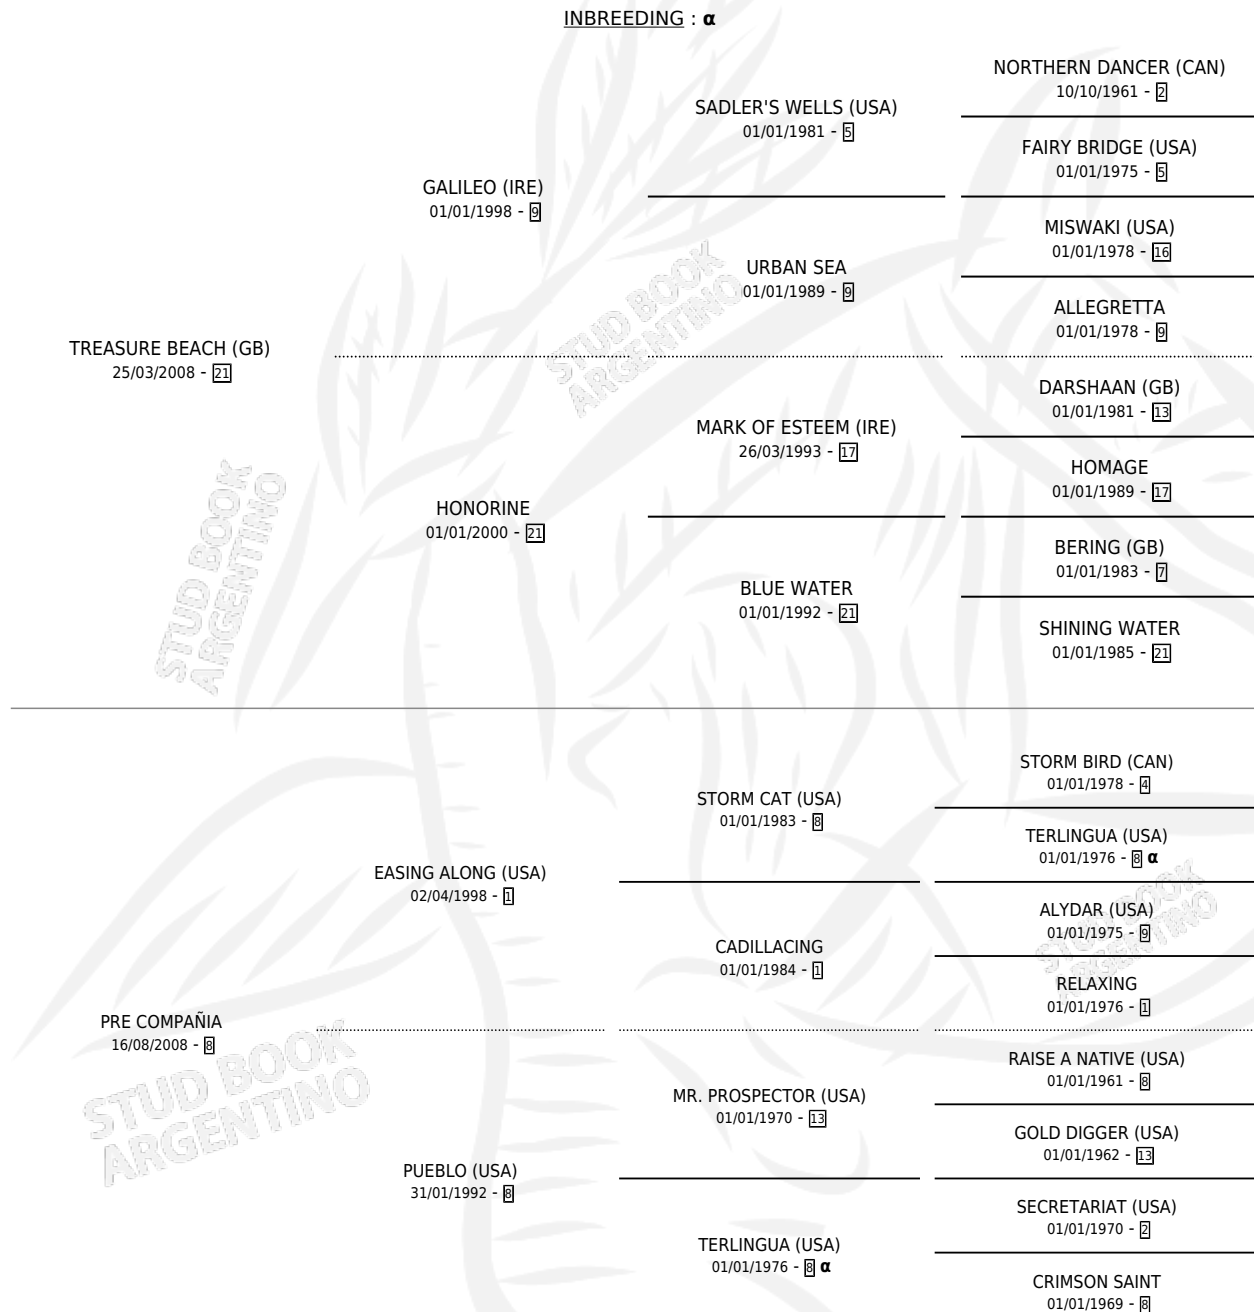 INBREEDING : α
NORTHERN DANCER (CAN)
10/10/1961 - 2
SADLER'S WELLS (USA)
01/01/1981 - 5
FAIRY BRIDGE (USA)
01/01/1975 - 5
GALILEO (IRE)
01/01/1998 - 9
MISWAKI (USA)
01/01/1978 - 16
URBAN SEA
01/01/1989 - 9
ALLEGRETTA
01/01/1978 - 9
TREASURE BEACH (GB)
25/03/2008 - 21
DARSHAAN (GB)
01/01/1981 - 13
MARK OF ESTEEM (IRE)
26/03/1993 - 17
HOMAGE
01/01/1989 - 17
HONORINE
01/01/2000 - 21
BERING (GB)
01/01/1983 - 7
BLUE WATER
01/01/1992 - 21
SHINING WATER
01/01/1985 - 21
STORM BIRD (CAN)
01/01/1978 - 4
STORM CAT (USA)
01/01/1983 - 8
TERLINGUA (USA)
01/01/1976 - 8 α
EASING ALONG (USA)
02/04/1998 - 1
ALYDAR (USA)
01/01/1975 - 9
CADILLACING
01/01/1984 - 1
RELAXING
01/01/1976 - 1
PRE COMPAÑIA
16/08/2008 - 8
RAISE A NATIVE (USA)
01/01/1961 - 8
MR. PROSPECTOR (USA)
01/01/1970 - 13
GOLD DIGGER (USA)
01/01/1962 - 13
PUEBLO (USA)
31/01/1992 - 8
SECRETARIAT (USA)
01/01/1970 - 2
TERLINGUA (USA)
01/01/1976 - 8 α
CRIMSON SAINT
01/01/1969 - 8
STUD BOOK
ARGENTINO
STUD BOOK
ARGENTINO
STUD BOOK
ARGENTINO
STUD BOOK
ARGENTINO